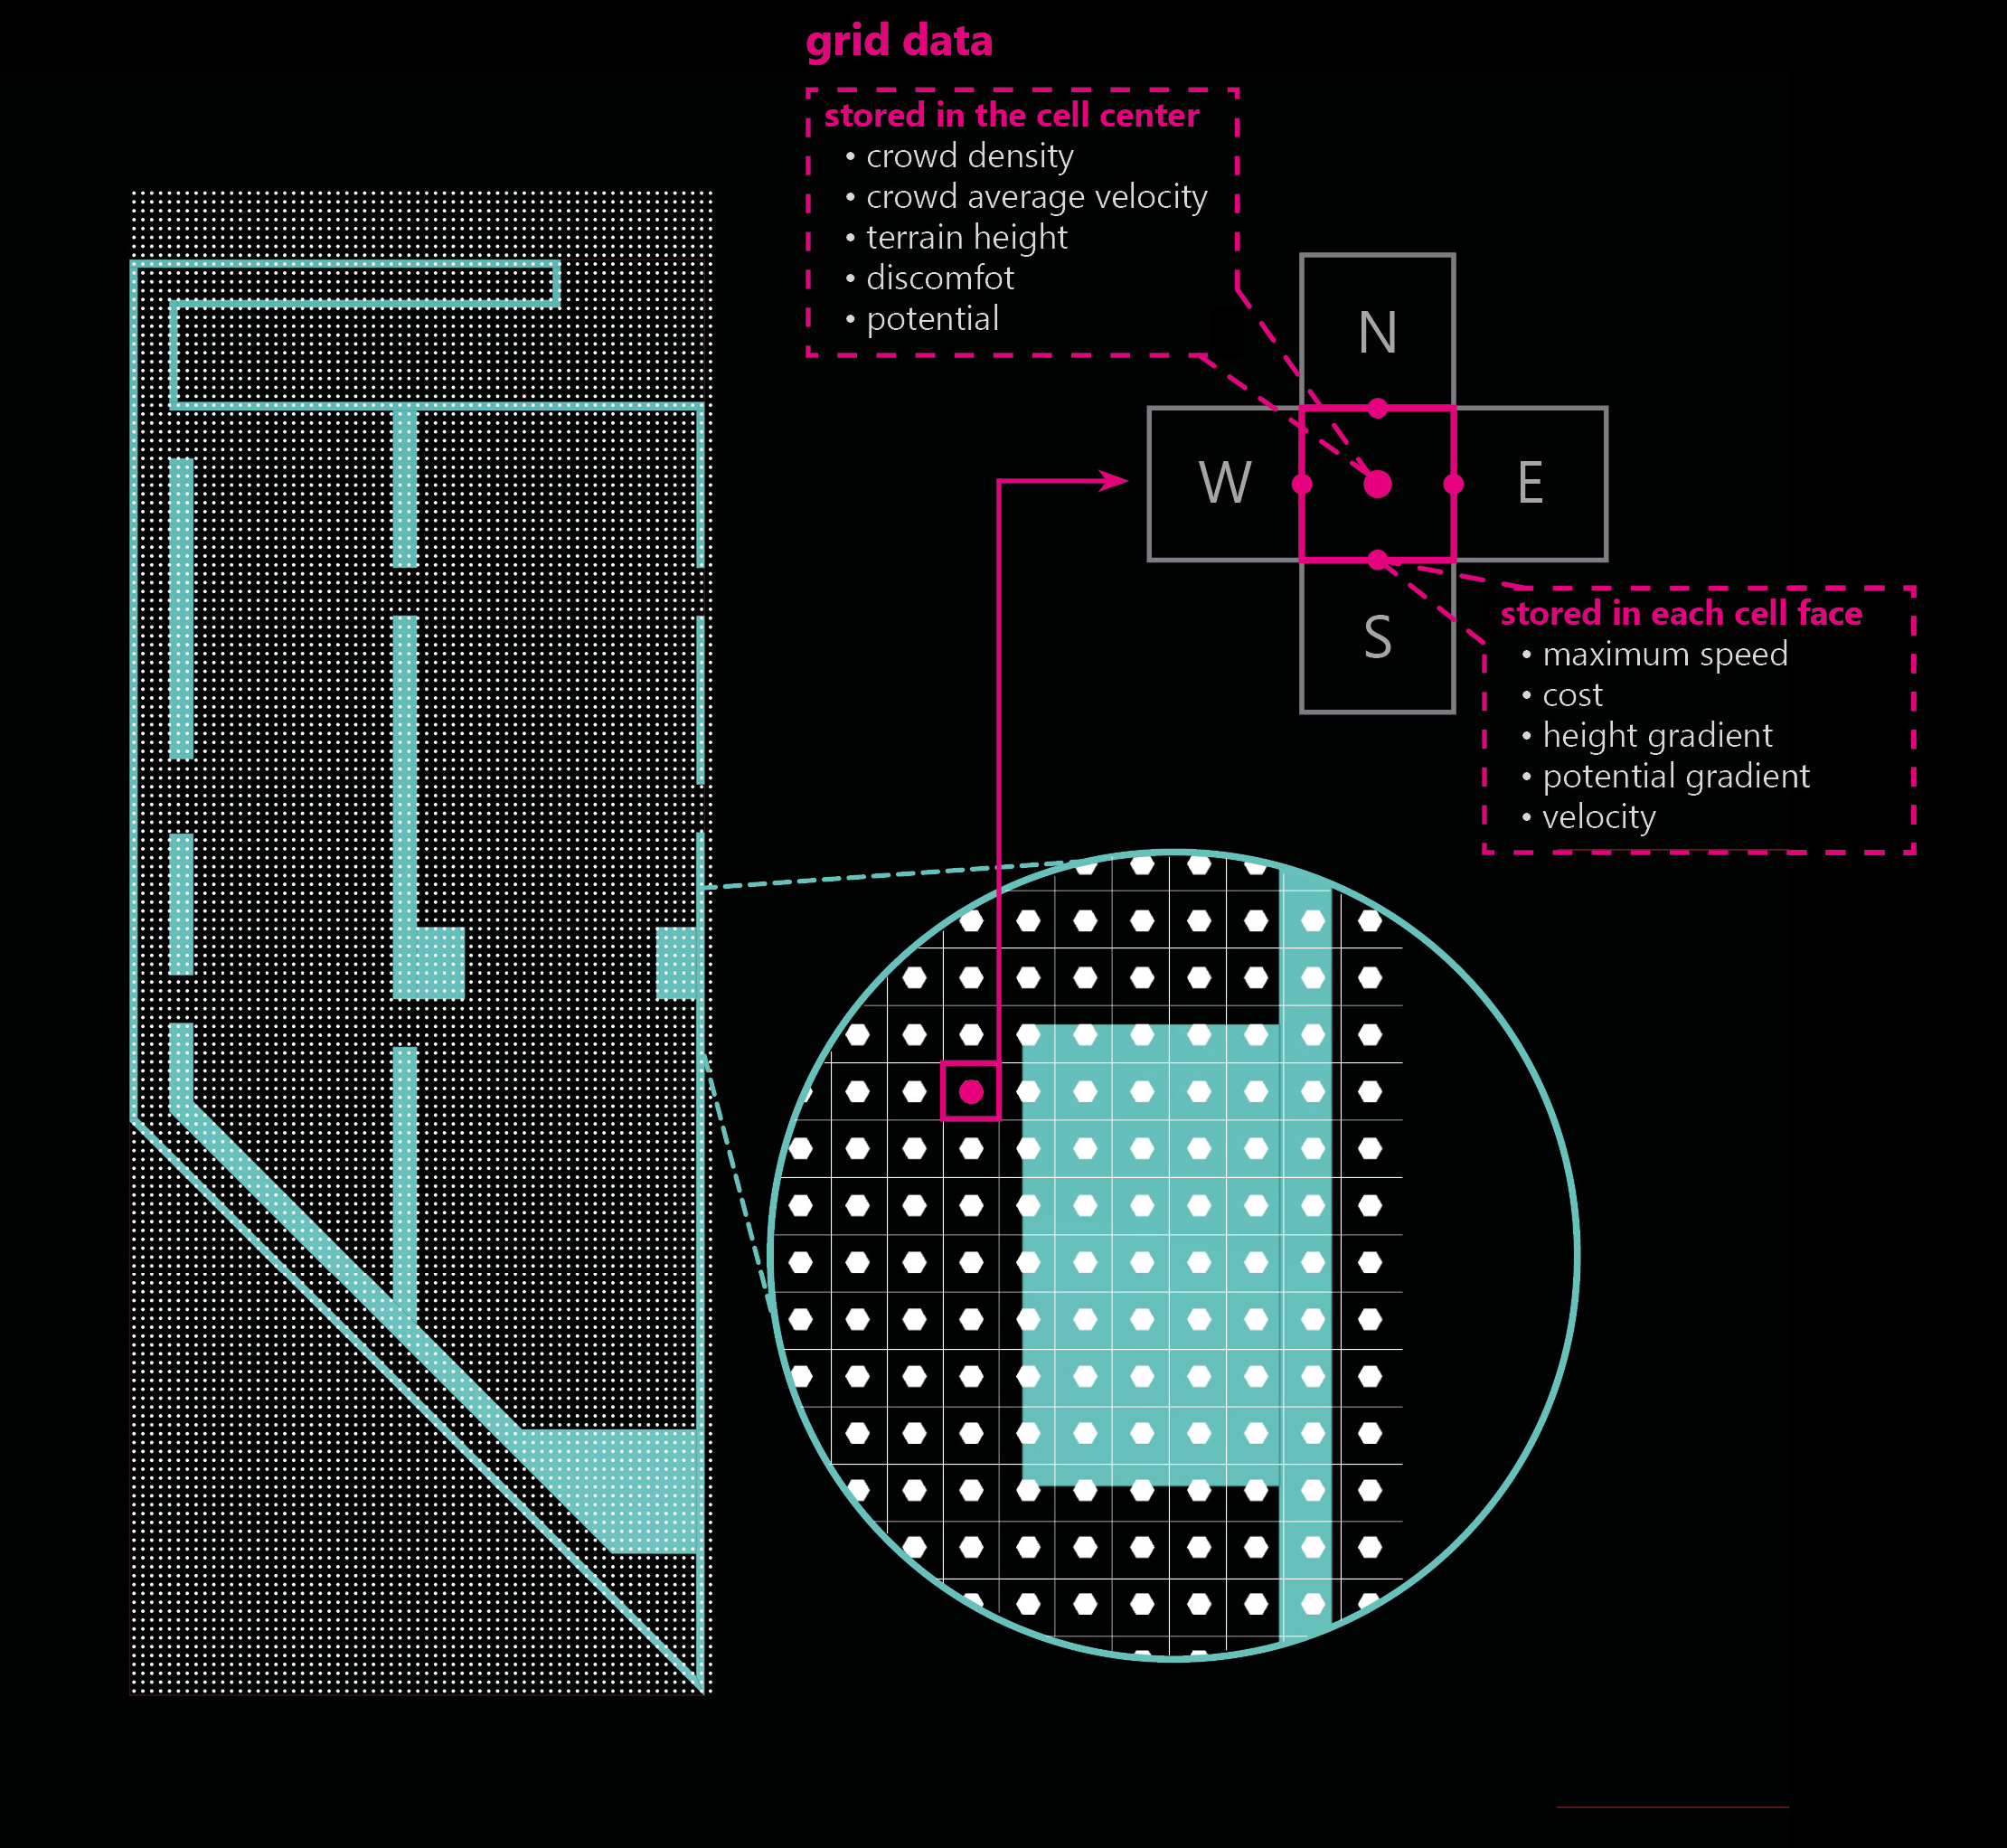 grid data
stored in the cell center
• crowd density
• crowd average velocity
• terrain height
• discomfot
• potential
N
W
E
S
stored in each cell face
• maximum speed
• cost
• height gradient
• potential gradient
• velocity